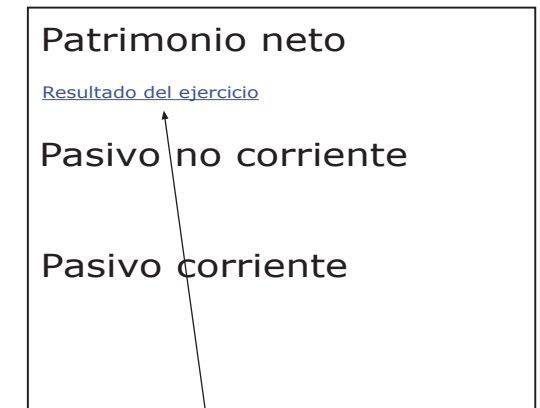 Patrimonio neto
Resultado del ejercicio
Pasivo no corriente
Pasivo corriente